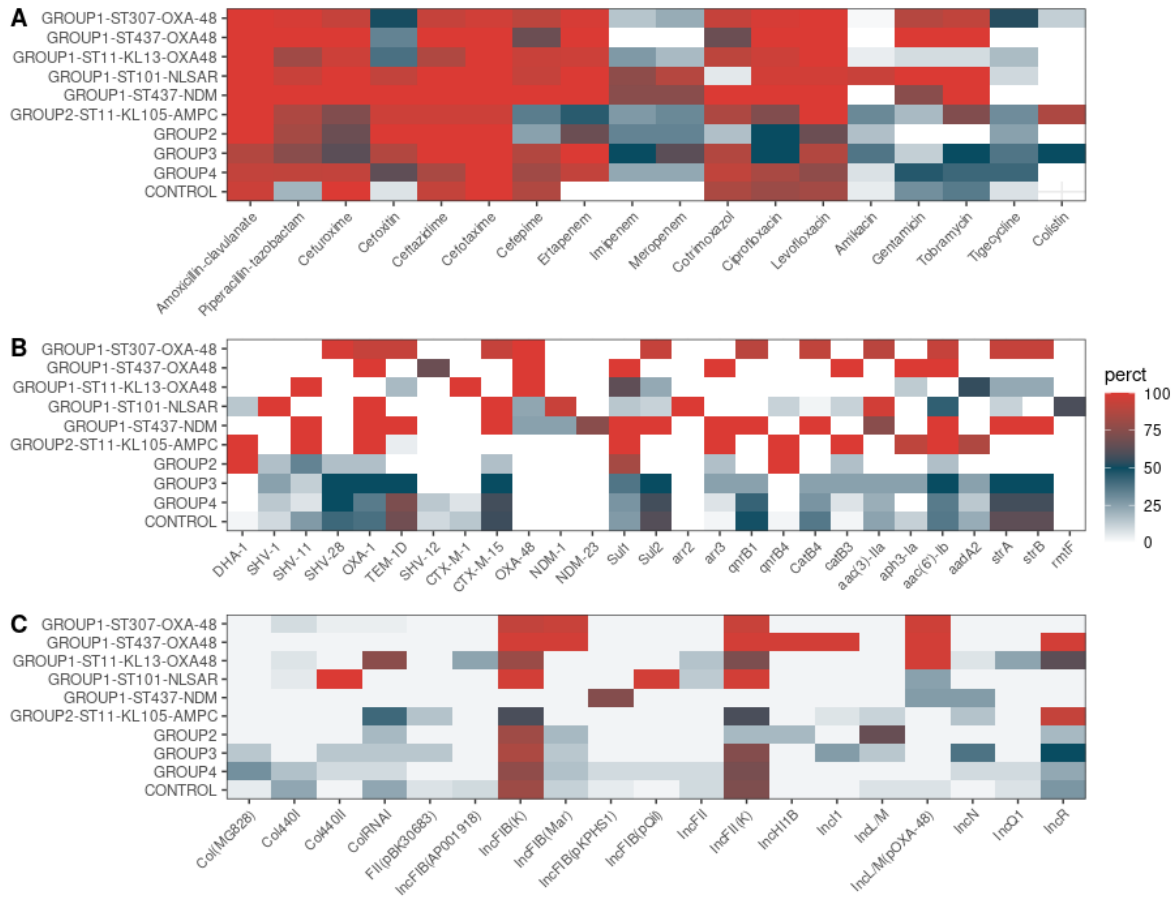 A
GROUP1-ST307-OXA-48
GROUP1-ST437-OXA48
GROUP1-ST11-KL13-OXA48
GROUP1-ST101-NLSAR
GROUP1-ST437-NDM
GROUP2-ST11-KL105-AMPC
GROUP2
GROUP3
GROUP4
CONTROL
Amoxicillin-clavulanate
Piperacillin-tazobactam
Cefuroxime
Cefoxitin
Ceftazidime
Cefotaxime
Cefepime
Ertapenem
Imipenem
Meropenem
Cotrimoxazol
Ciprofloxacin
Levofloxacin
Amikacin
Gentamicin
Tobramycin
Tigecycline
Colistin
B
GROUP1-ST307-OXA-48
GROUP1-ST437-OXA48
GROUP1-ST11-KL13-OXA48
GROUP1-ST101-NLSAR
GROUP1-ST437-NDM
GROUP2-ST11-KL105-AMPC
GROUP2
GROUP3
GROUP4
CONTROL
DHA-1
SHV-1
SHV-11
SHV-28
OXA-1
TEM-1D
SHV-12
CTX-M-1
CTX-M-15
OXA-48
NDM-1
NDM-23
Sul1
Sul2
arr2
arr3
qnrB1
qnrB4
CatB4
catB3
aac(3)-IIa
aph3-Ia
aac(6')-Ib
aadA2
strA
strB
rmtF
perct
100
75
50
25
0
C
GROUP1-ST307-OXA-48
GROUP1-ST437-OXA48
GROUP1-ST11-KL13-OXA48
GROUP1-ST101-NLSAR
GROUP1-ST437-NDM
GROUP2-ST11-KL105-AMPC
GROUP2
GROUP3
GROUP4
CONTROL
Col(MG828)
Col440I
Col440II
ColRNAI
FII(pBK30683)
IncFIB(AP001918)
IncFIB(K)
IncFIB(Mar)
IncFIB(pKPHS1)
IncFIB(pQil)
IncFII
IncFII(K)
IncHI1B
IncI1
IncL/M
IncL/M(pOXA-48)
IncN
IncQ1
IncR